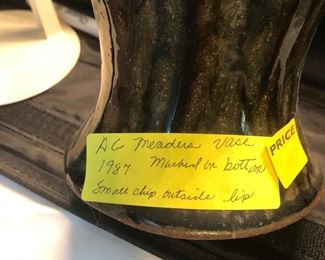 AG Meaders Vase
1987 Marked on bottom
Small chip outside lip
PRICE